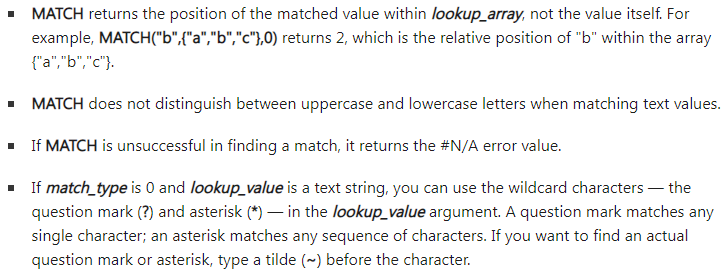 ▪ MATCH returns the position of the matched value within lookup_array, not the value itself. For
example, MATCH("b",{"a","b","c"},0) returns 2, which is the relative position of "b" within the array
{"a","b","c"}.
▪ MATCH does not distinguish between uppercase and lowercase letters when matching text values.
▪ If MATCH is unsuccessful in finding a match, it returns the #N/A error value.
▪ If match_type is 0 and lookup_value is a text string, you can use the wildcard characters — the
question mark (?) and asterisk (*) — in the lookup_value argument. A question mark matches any
single character; an asterisk matches any sequence of characters. If you want to find an actual
question mark or asterisk, type a tilde (~) before the character.